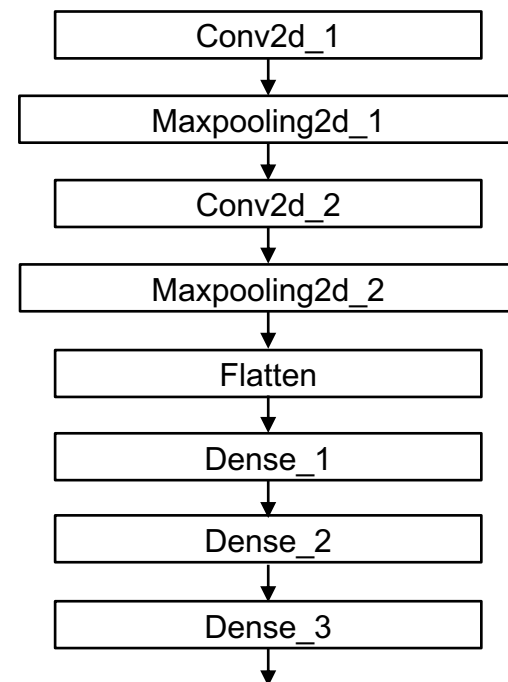 Conv2d_1
Maxpooling2d_1
Conv2d_2
Maxpooling2d_2
Flatten
Dense_1
Dense_2
Dense_3